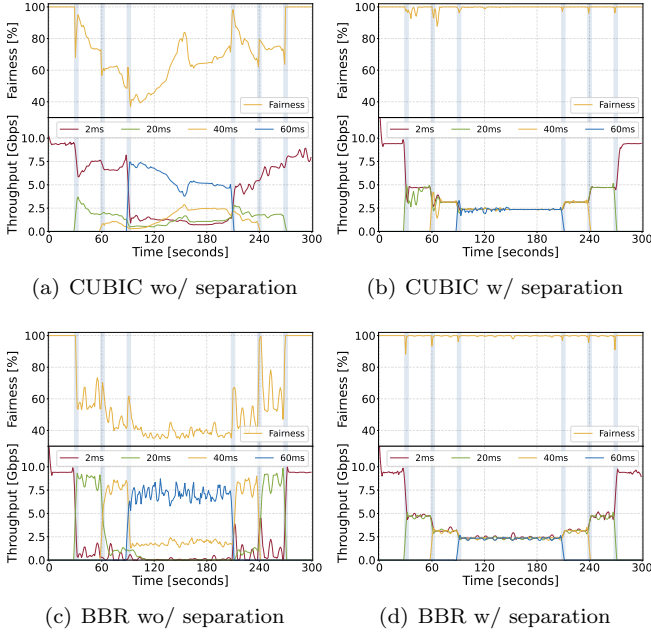 100
80
60
40
Fairness [%]
Fairness
100
80
60
40
Fairness [%]
Fairness
10.0
7.5
5.0
2.5
0.0
Throughput [Gbps]
2ms 20ms 40ms 60ms
0 60 120 180 240 300
Time [seconds]
10.0
7.5
5.0
2.5
0.0
Throughput [Gbps]
2ms 20ms 40ms 60ms
0 60 120 180 240 300
Time [seconds]
(a) CUBIC wo/ separation
(b) CUBIC w/ separation
100
80
60
40
Fairness [%]
Fairness
100
80
60
40
Fairness [%]
Fairness
10.0
7.5
5.0
2.5
0.0
Throughput [Gbps]
2ms 20ms 40ms 60ms
0 60 120 180 240 300
Time [seconds]
10.0
7.5
5.0
2.5
0.0
Throughput [Gbps]
2ms 20ms 40ms 60ms
0 60 120 180 240 300
Time [seconds]
(c) BBR wo/ separation
(d) BBR w/ separation